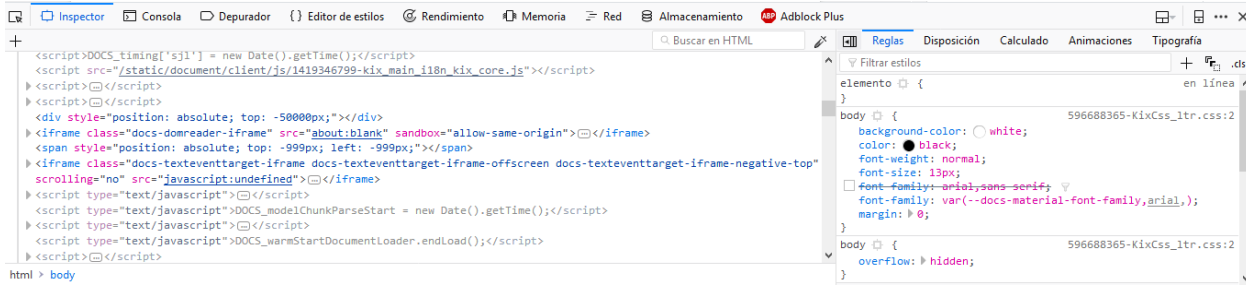 Inspector Consola Depurador {} Editor de estilos Rendimiento Memoria Red Almacenamiento ABP Adblock Plus
+ Buscar en HTML
<script>DOCS_timing['sjl'] = new Date().getTime();</script>
<script src="/static/document/client/js/1419346799-kix_main_i18n_kix_core.js"></script>
<script>…</script>
<script>…</script>
<div style="position: absolute; top: -50000px;"></div>
<iframe class="docs-domreader-iframe" src="about:blank" sandbox="allow-same-origin">…</iframe>
<span style="position: absolute; top: -999px; left: -999px;"></span>
<iframe class="docs-texteventtarget-iframe docs-texteventtarget-iframe-offscreen docs-texteventtarget-iframe-negative-top"
scrolling="no" src="javascript:undefined">…</iframe>
<script type="text/javascript">…</script>
<script type="text/javascript">DOCS_modelChunkParseStart = new Date().getTime();</script>
<script type="text/javascript">…</script>
<script type="text/javascript">DOCS_warmStartDocumentLoader.endLoad();</script>
<script>…</script>
html > body
Reglas Disposición Calculado Animaciones Tipografía
Filtrar estilos + .cls
elemento { en línea
}
body { 596688365-KixCss_ltr.css:2
background-color: white;
color: black;
font-weight: normal;
font-size: 13px;
font-family: arial,sans-serif;
font-family: var(--docs-material-font-family,arial,);
margin: 0;
}
body { 596688365-KixCss_ltr.css:2
overflow: hidden;
}